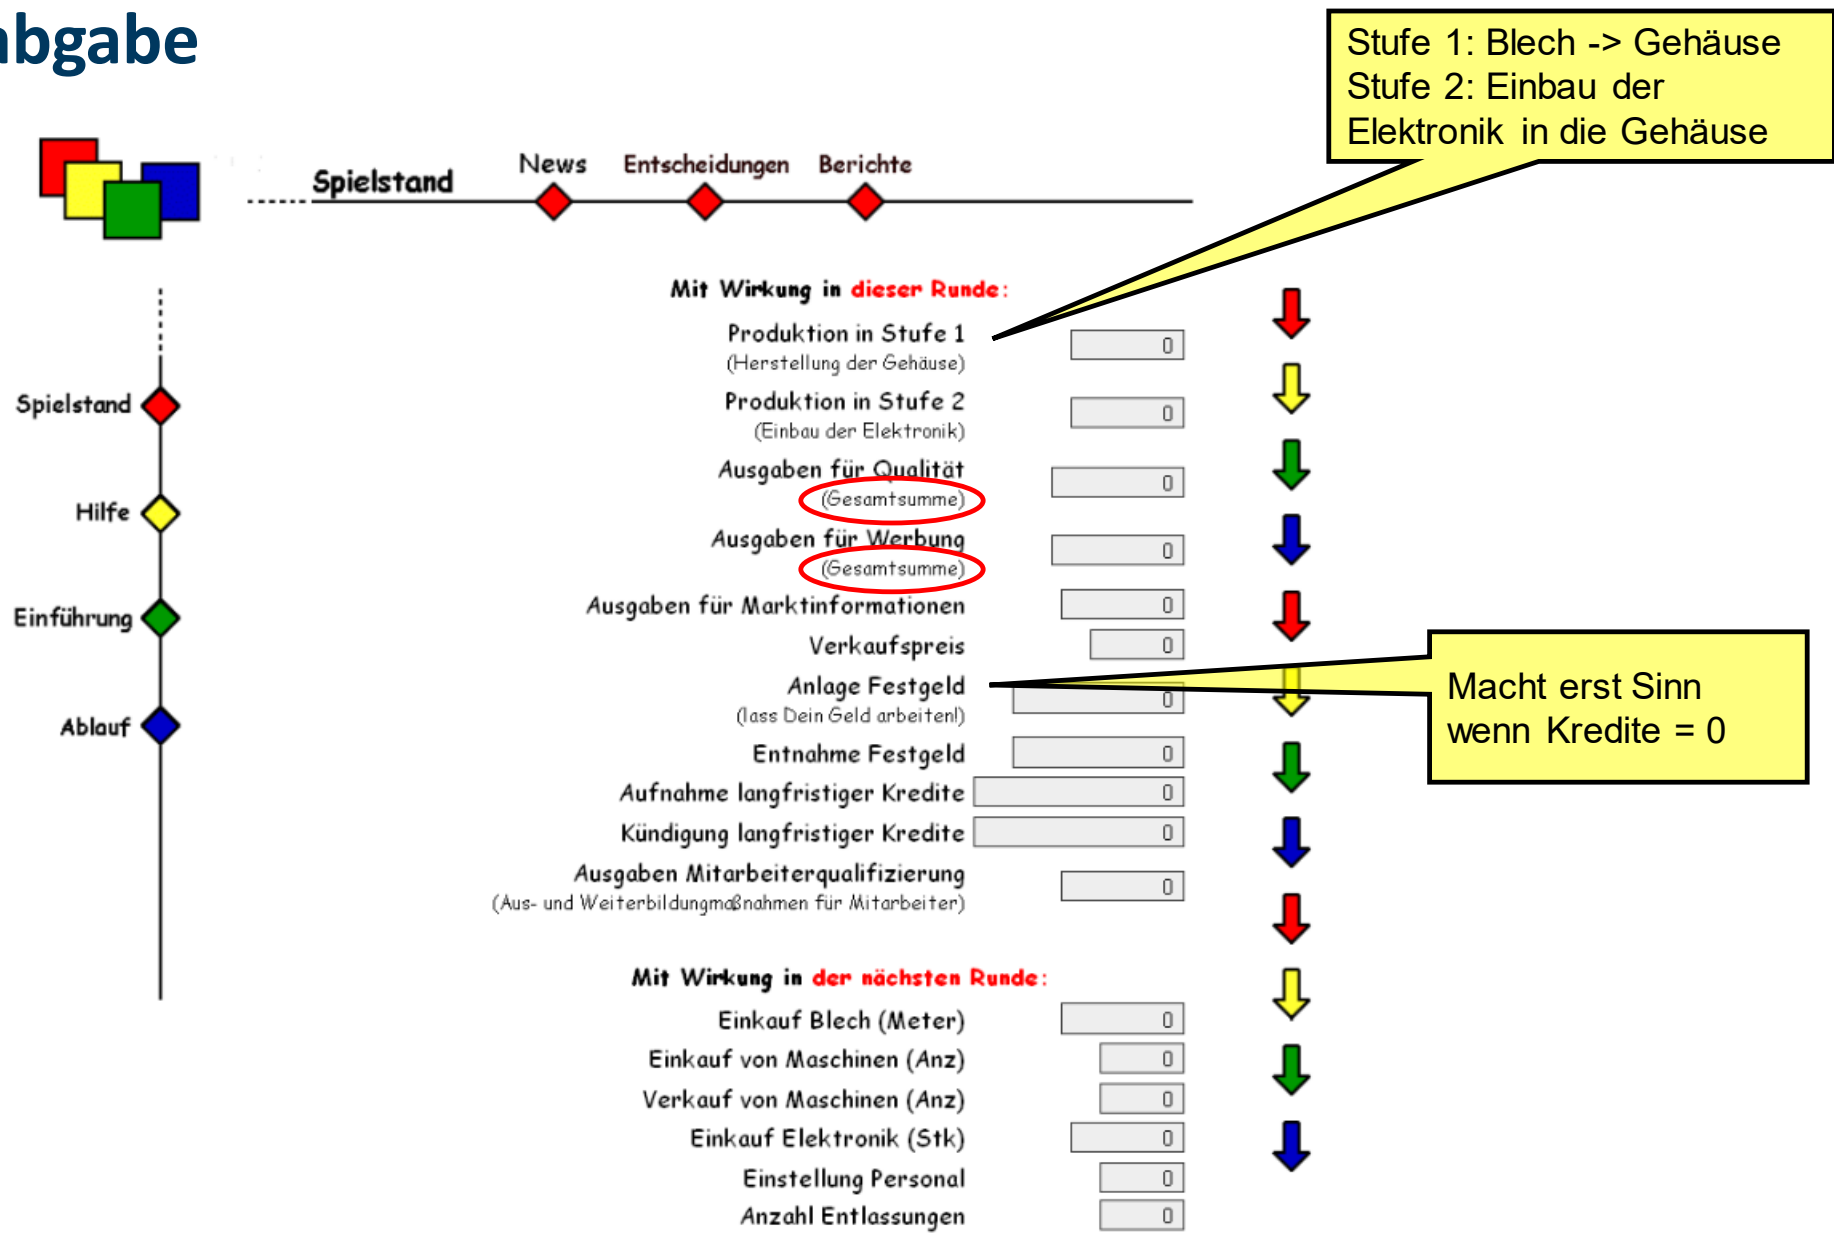 abgabe
Stufe 1: Blech -> Gehäuse
Stufe 2: Einbau der
Elektronik in die Gehäuse
Spielstand
News
Entscheidungen
Berichte
Spielstand
Hilfe
Einführung
Ablauf
Mit Wirkung in dieser Runde:
Produktion in Stufe 1 0
(Herstellung der Gehäuse)
Produktion in Stufe 2 0
(Einbau der Elektronik)
Ausgaben für Qualität 0
(Gesamtsumme)
Ausgaben für Werbung 0
(Gesamtsumme)
Ausgaben für Marktinformationen 0
Verkaufspreis 0
Anlage Festgeld 0
(lass Dein Geld arbeiten!)
Entnahme Festgeld 0
Aufnahme langfristiger Kredite 0
Kündigung langfristiger Kredite 0
Ausgaben Mitarbeiterqualifizierung 0
(Aus- und Weiterbildungmaßnahmen für Mitarbeiter)
Macht erst Sinn
wenn Kredite = 0
Mit Wirkung in der nächsten Runde:
Einkauf Blech (Meter) 0
Einkauf von Maschinen (Anz) 0
Verkauf von Maschinen (Anz) 0
Einkauf Elektronik (Stk) 0
Einstellung Personal 0
Anzahl Entlassungen 0